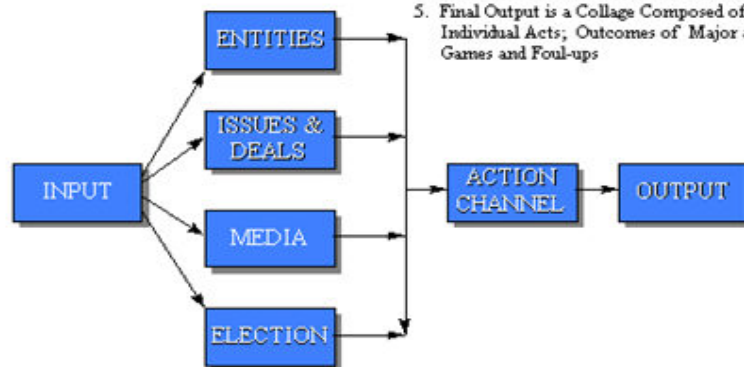 5. Final Output is a Collage Composed of
Individual Acts; Outcomes of Major
Games and Foul-ups
ENTITIES
ISSUES &
DEALS
INPUT
MEDIA
ELECTION
ACTION
CHANNEL
OUTPUT